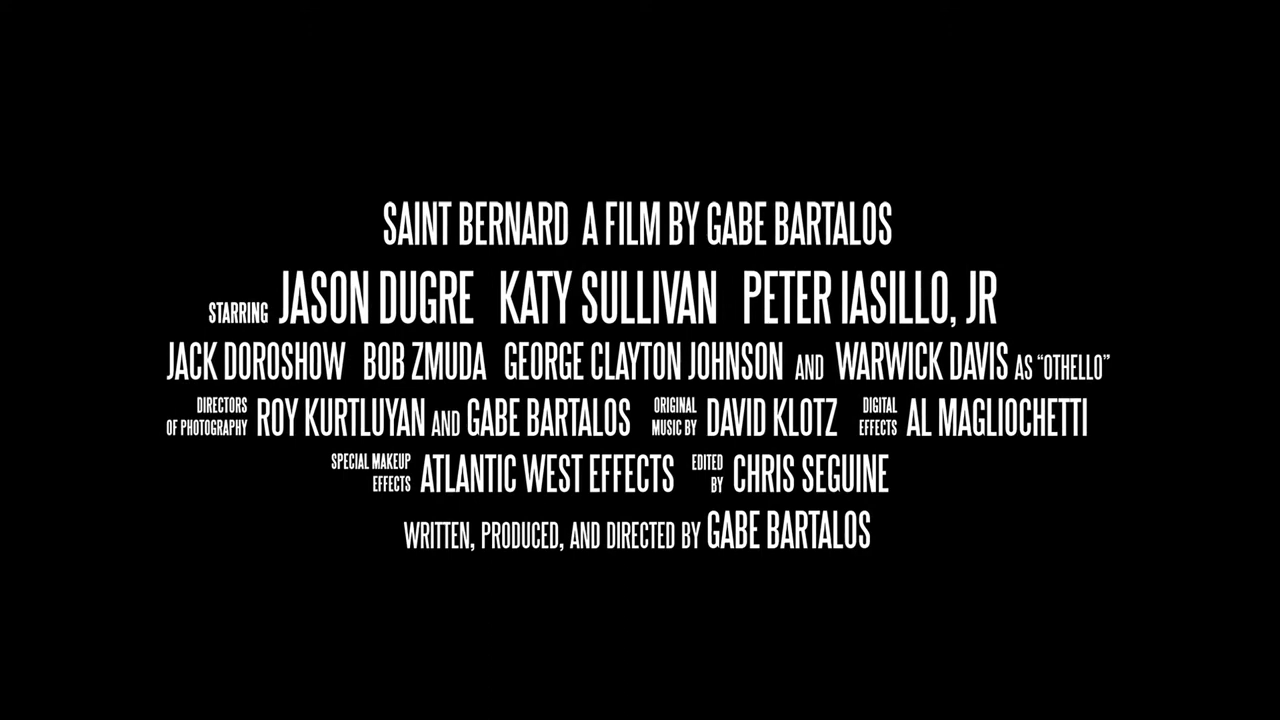 SAINT BERNARD A FILM BY GABE BARTALOS
STARRING JASON DUGRE KATY SULLIVAN PETER IASILLO, JR
JACK DOROSHOW BOB ZMUDA GEORGE CLAYTON JOHNSON AND WARWICK DAVIS AS “OTHELLO”
DIRECTORS OF PHOTOGRAPHY ROY KURTLUYAN AND GABE BARTALOS ORIGINAL MUSIC BY DAVID KLOTZ DIGITAL EFFECTS AL MAGLIOCHETTI
SPECIAL MAKEUP EFFECTS ATLANTIC WEST EFFECTS EDITED BY CHRIS SEGUINE
WRITTEN, PRODUCED, AND DIRECTED BY GABE BARTALOS